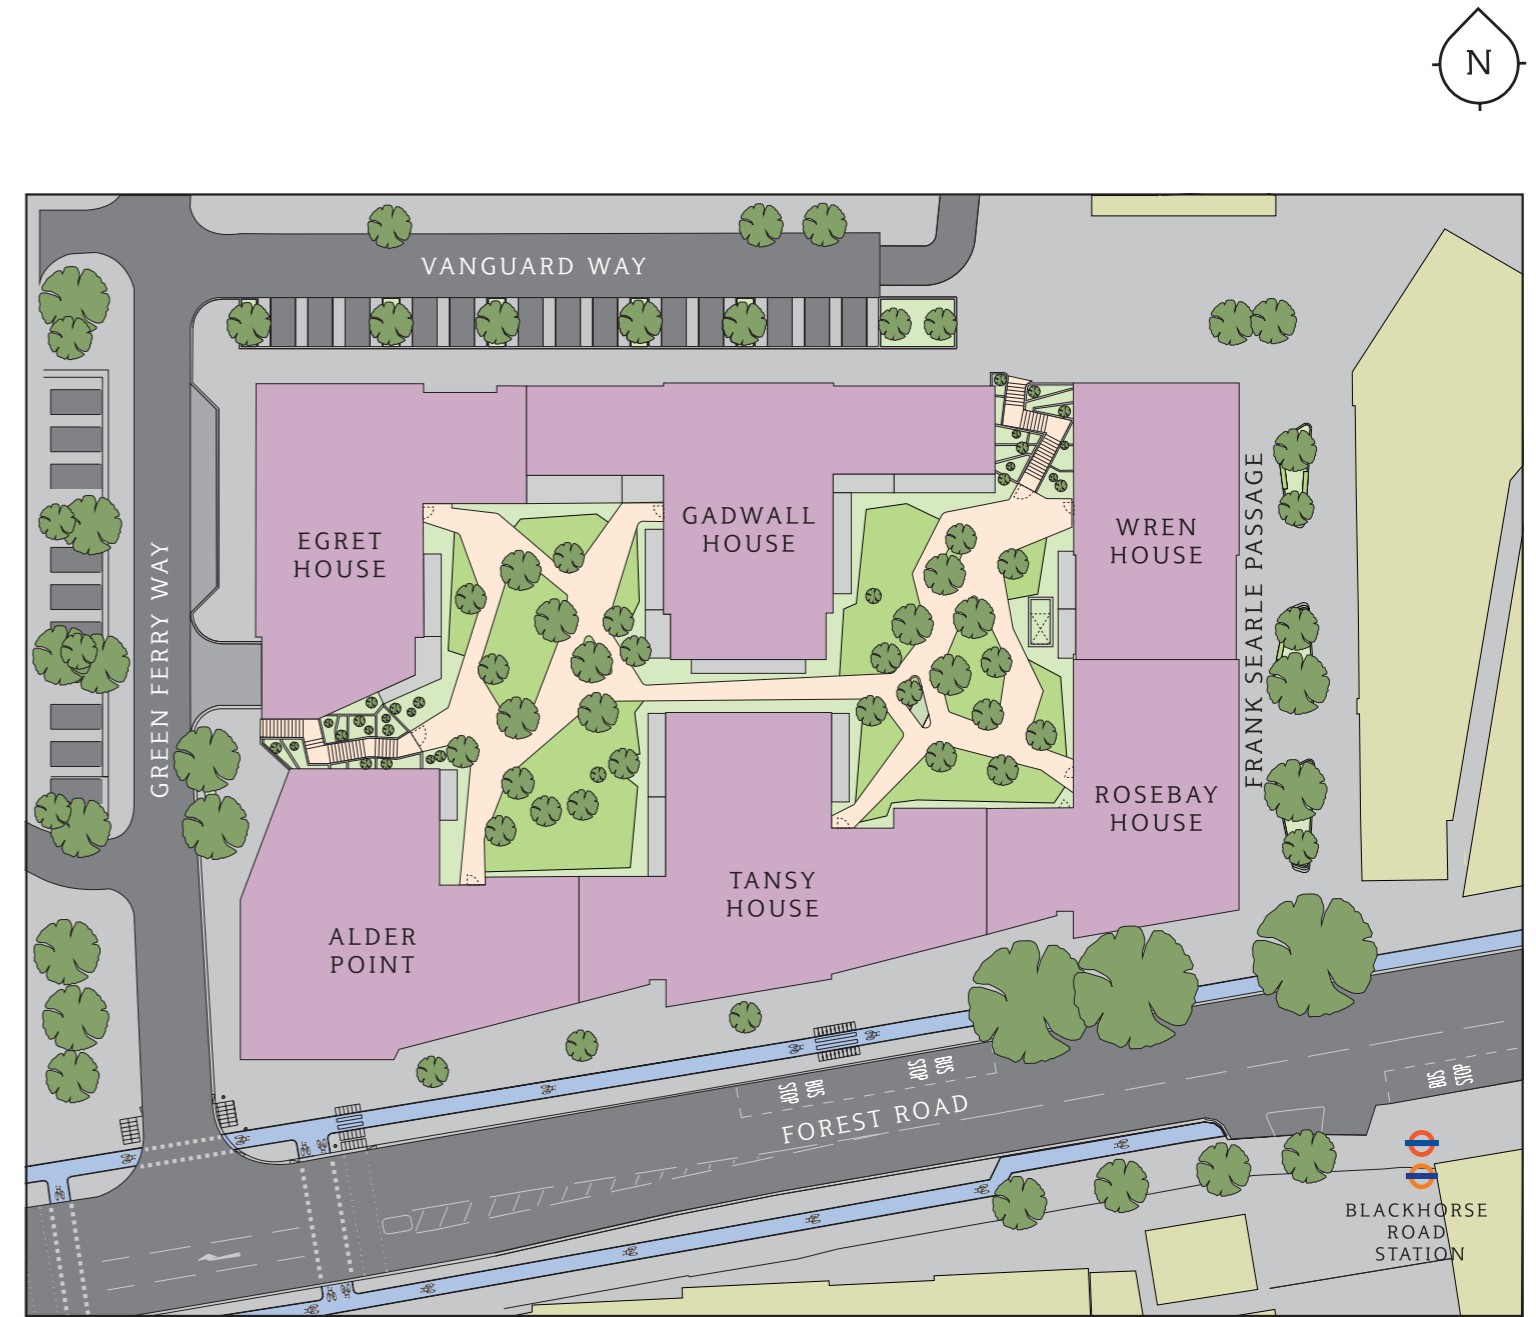 N
VANGUARD WAY
EGRET
HOUSE
GADWALL
HOUSE
WREN
HOUSE
GREEN FERRY WAY
FRANK SEARLE PASSAGE
ROSEBAY
HOUSE
TANSY
HOUSE
ALDER
POINT
BUS
STOP
BUS
STOP
BUS
STOP
FOREST ROAD
BLACKHORSE
ROAD
STATION